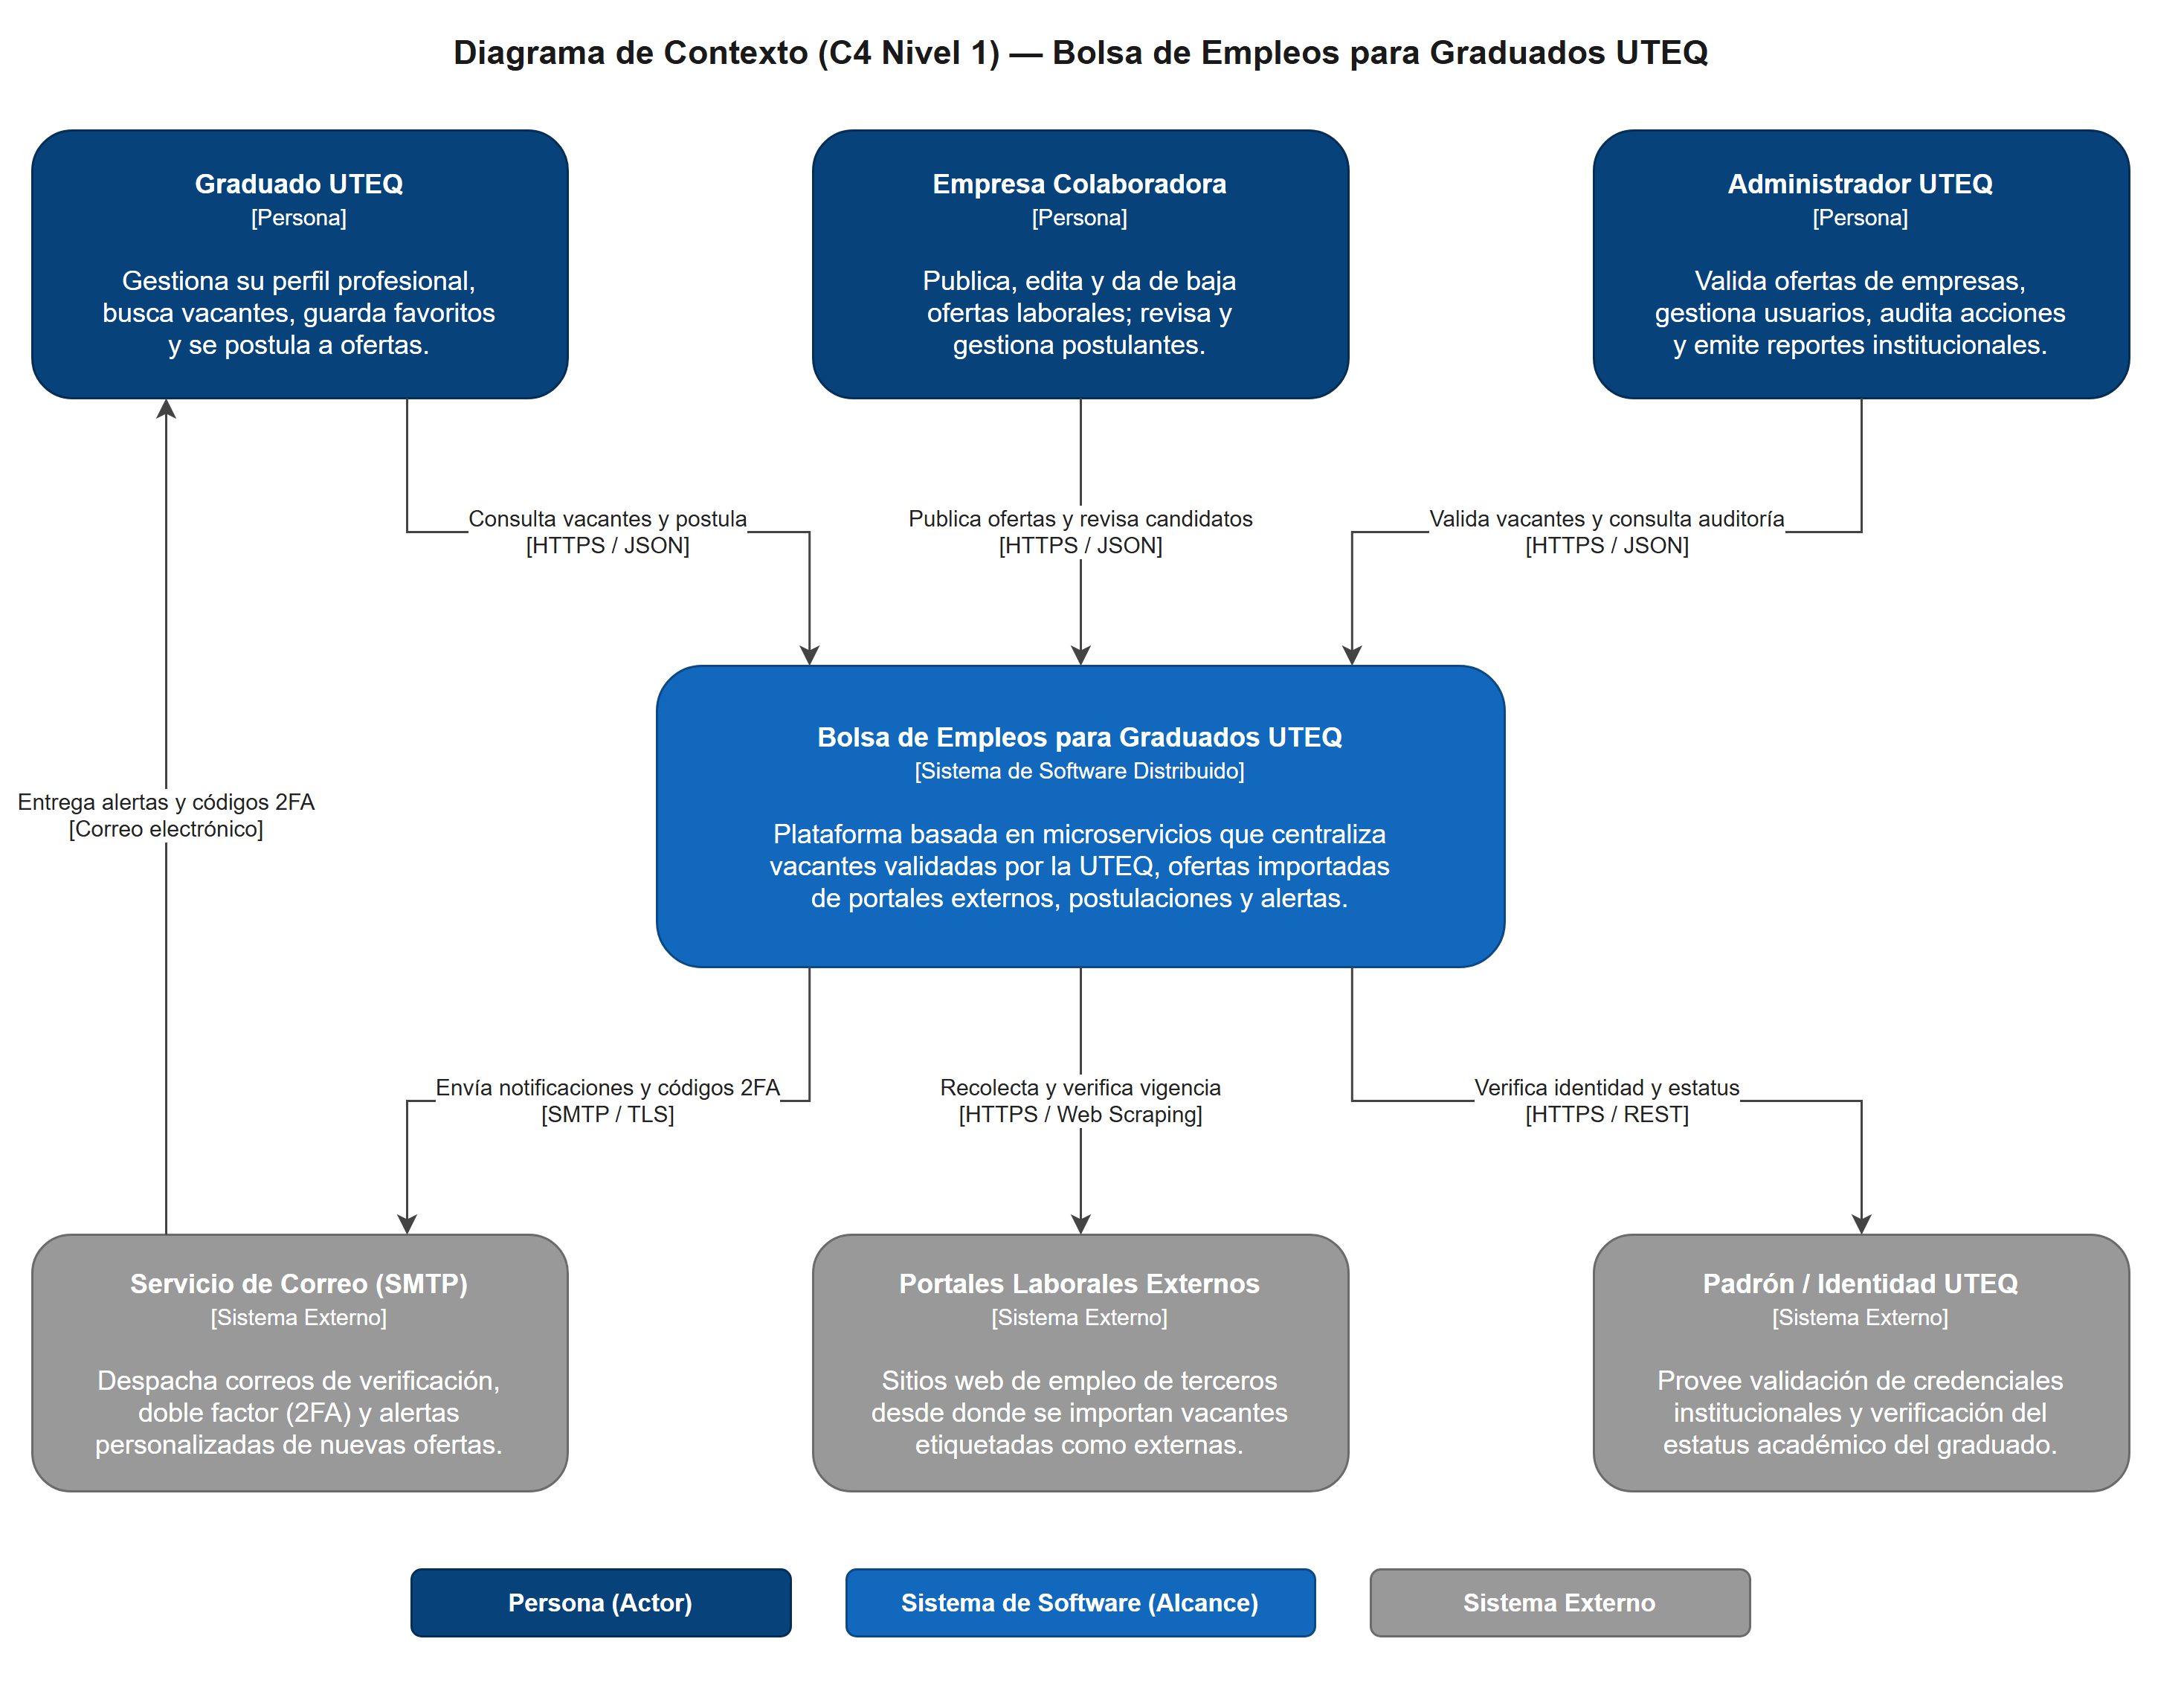 Diagrama de Contexto (C4 Nivel 1) — Bolsa de Empleos para Graduados UTEQ
Graduado UTEQ
[Persona]
Gestiona su perfil profesional,
busca vacantes, guarda favoritos
y se postula a ofertas.
Empresa Colaboradora
[Persona]
Publica, edita y da de baja
ofertas laborales; revisa y
gestiona postulantes.
Administrador UTEQ
[Persona]
Valida ofertas de empresas,
gestiona usuarios, audita acciones
y emite reportes institucionales.
Consulta vacantes y postula
[HTTPS / JSON]
Publica ofertas y revisa candidatos
[HTTPS / JSON]
Valida vacantes y consulta auditoría
[HTTPS / JSON]
Bolsa de Empleos para Graduados UTEQ
[Sistema de Software Distribuido]
Plataforma basada en microservicios que centraliza
vacantes validadas por la UTEQ, ofertas importadas
de portales externos, postulaciones y alertas.
Entrega alertas y códigos 2FA
[Correo electrónico]
Envía notificaciones y códigos 2FA
[SMTP / TLS]
Recolecta y verifica vigencia
[HTTPS / Web Scraping]
Verifica identidad y estatus
[HTTPS / REST]
Servicio de Correo (SMTP)
[Sistema Externo]
Despacha correos de verificación,
doble factor (2FA) y alertas
personalizadas de nuevas ofertas.
Portales Laborales Externos
[Sistema Externo]
Sitios web de empleo de terceros
desde donde se importan vacantes
etiquetadas como externas.
Padrón / Identidad UTEQ
[Sistema Externo]
Provee validación de credenciales
institucionales y verificación del
estatus académico del graduado.
Persona (Actor)
Sistema de Software (Alcance)
Sistema Externo